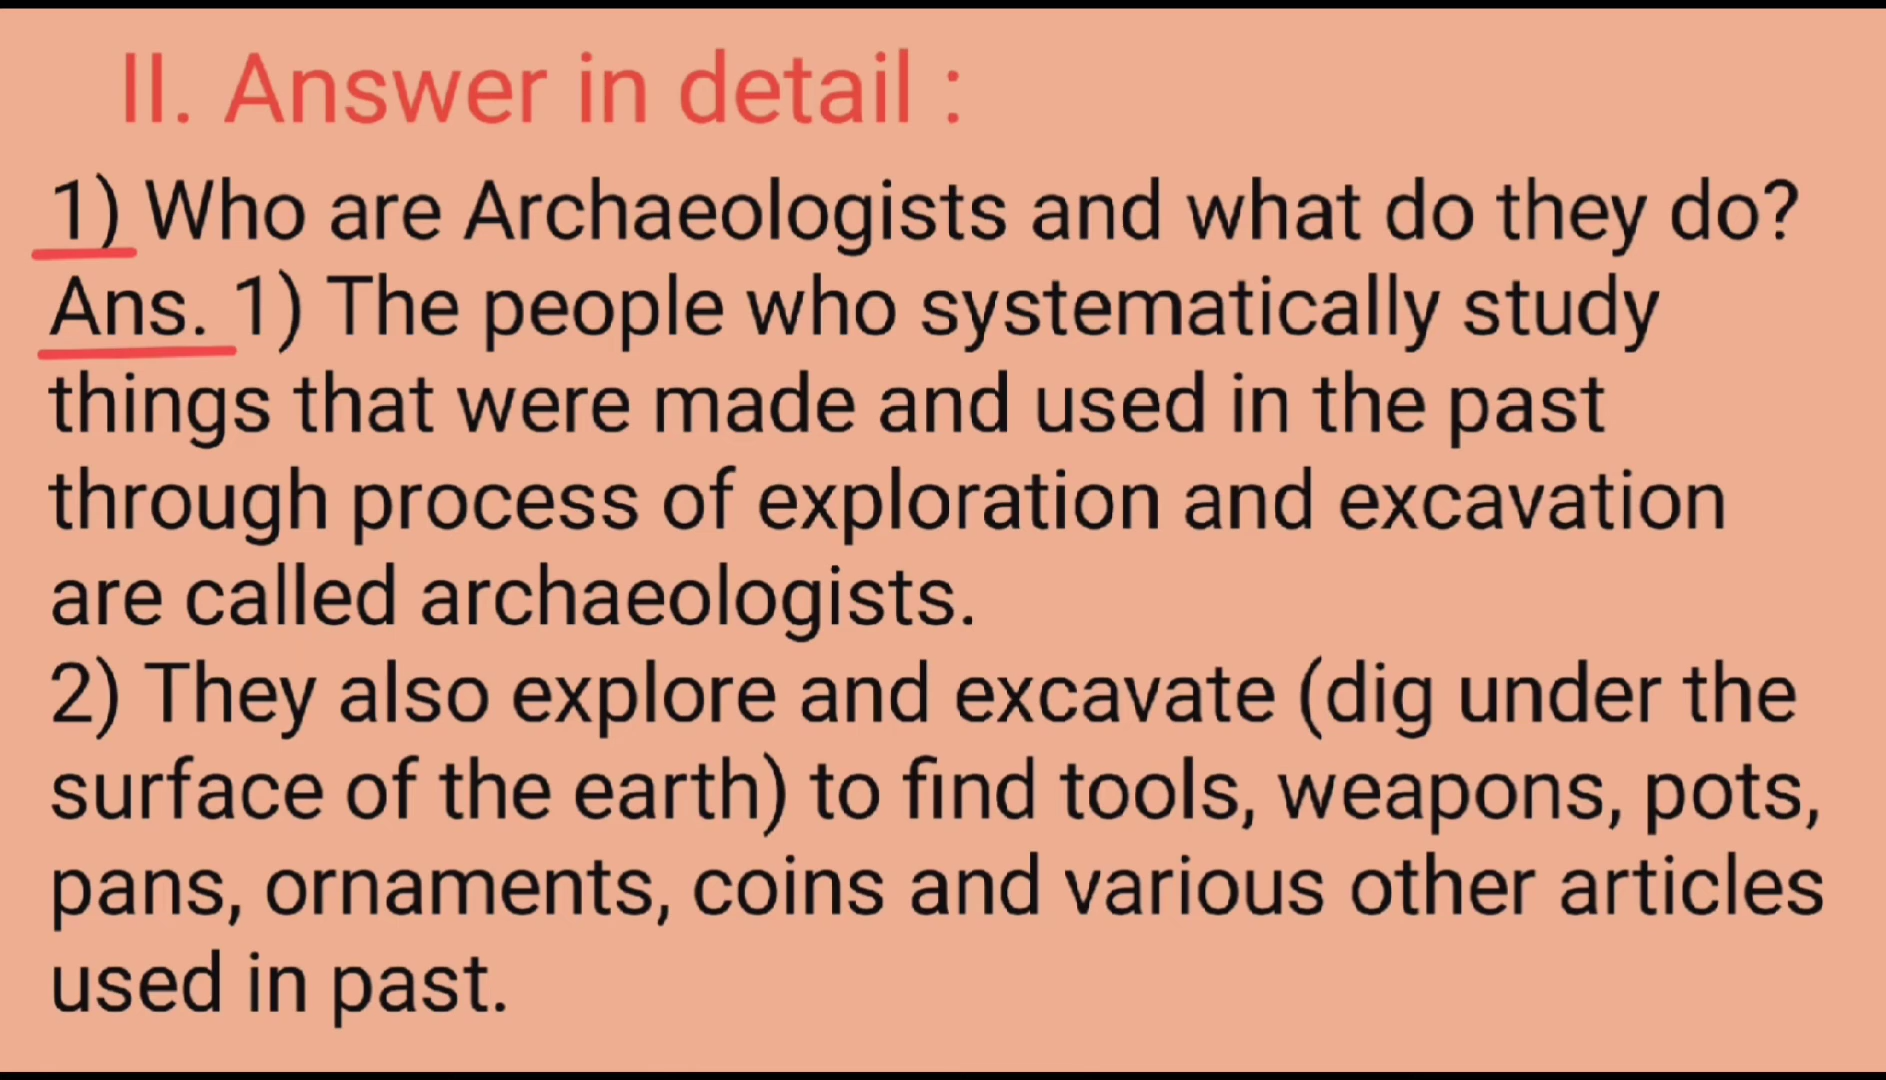 II. Answer in detail :
1) Who are Archaeologists and what do they do?
Ans. 1) The people who systematically study
things that were made and used in the past
through process of exploration and excavation
are called archaeologists.
2) They also explore and excavate (dig under the
surface of the earth) to find tools, weapons, pots,
pans, ornaments, coins and various other articles
used in past.